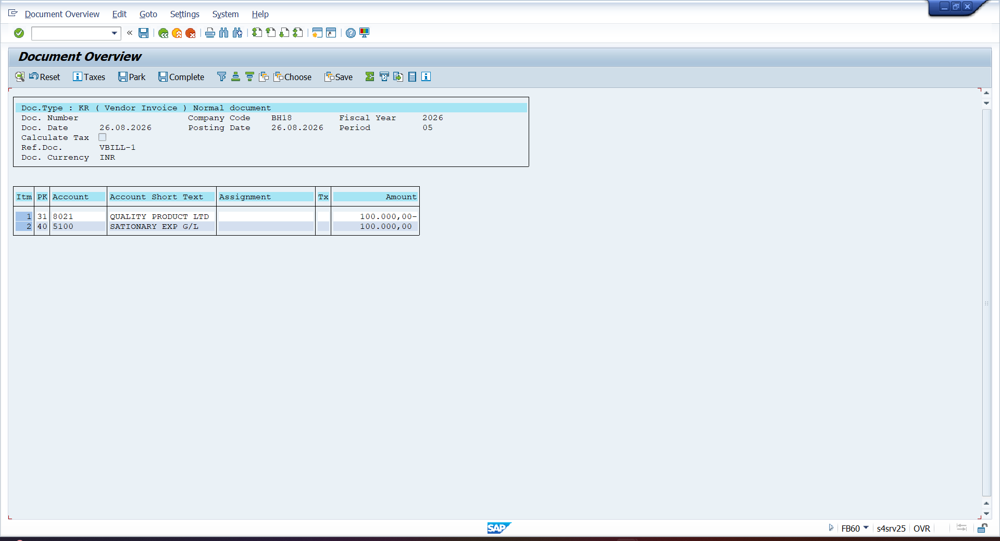 Document Overview Edit Goto Settings System Help
«
Document Overview
Reset Taxes Park Complete Choose Save
Doc.Type : KR ( Vendor Invoice ) Normal document
Doc. Number Company Code BH18 Fiscal Year 2026
Doc. Date 26.08.2026 Posting Date 26.08.2026 Period 05
Calculate Tax
Ref.Doc. VBILL-1
Doc. Currency INR
Itm PK Account Account Short Text Assignment Tx Amount
1 31 8021 QUALITY PRODUCT LTD 100.000,00-
2 40 5100 SATIONARY EXP G/L 100.000,00
SAP FB60 s4srv25 OVR